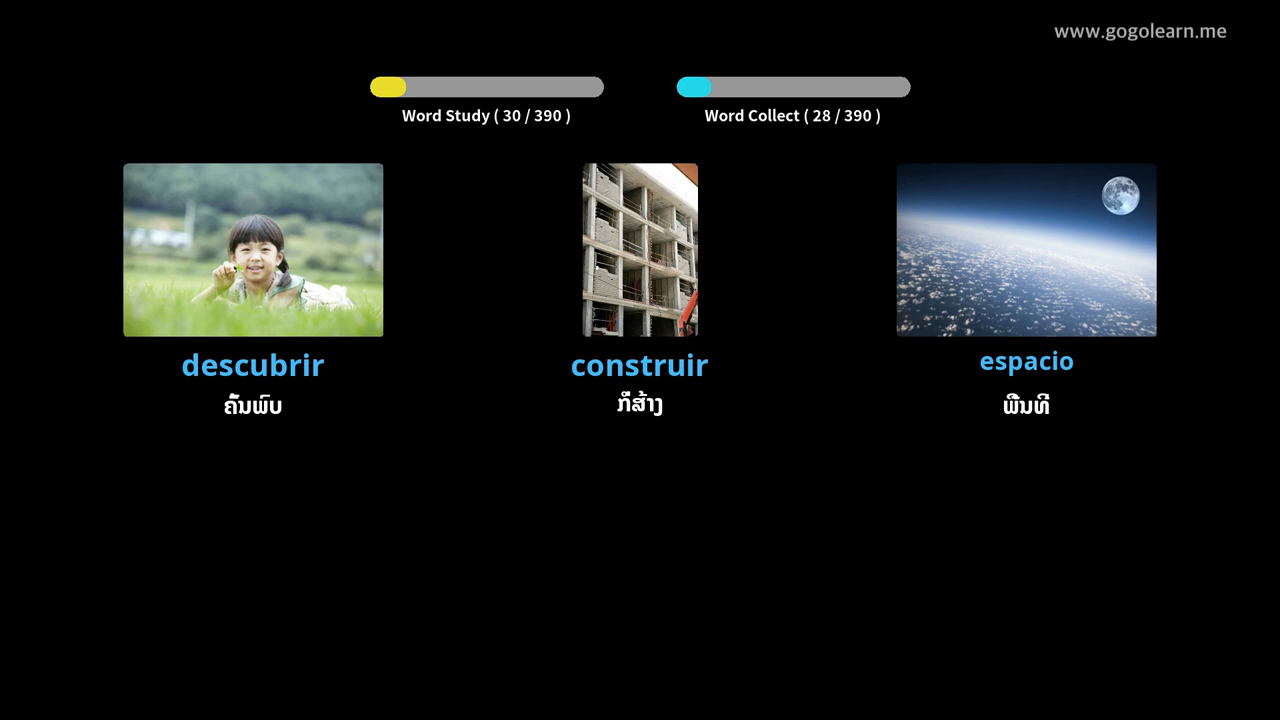 www.gogolearn.me
Word Study ( 30 / 390 )
Word Collect ( 28 / 390 )
descubrir
construir
espacio
ຄົ້ນພົບ
ກໍ່ສ້າງ
ພື້ນທີ່